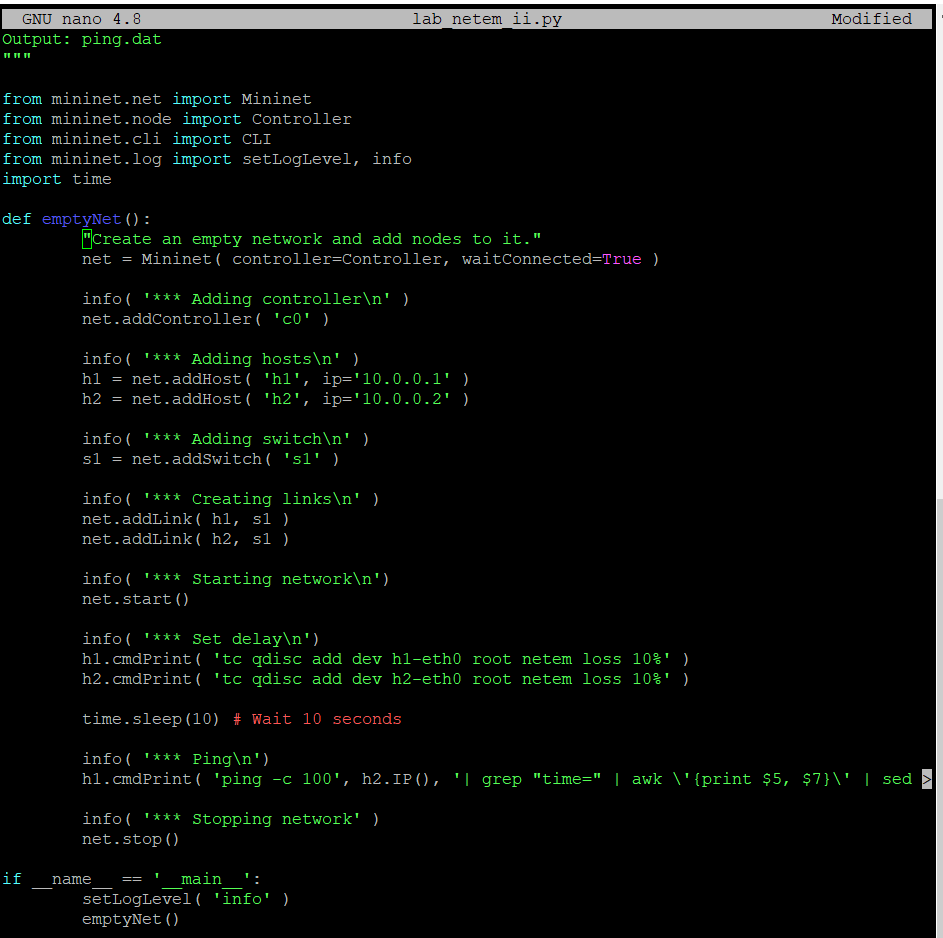 GNU nano 4.8 lab_netem_ii.py Modified
Output: ping.dat
"""
from mininet.net import Mininet
from mininet.node import Controller
from mininet.cli import CLI
from mininet.log import setLogLevel, info
import time
def emptyNet():
"Create an empty network and add nodes to it."
net = Mininet( controller=Controller, waitConnected=True )
info( '*** Adding controller\n' )
net.addController( 'c0' )
info( '*** Adding hosts\n' )
h1 = net.addHost( 'h1', ip='10.0.0.1' )
h2 = net.addHost( 'h2', ip='10.0.0.2' )
info( '*** Adding switch\n' )
s1 = net.addSwitch( 's1' )
info( '*** Creating links\n' )
net.addLink( h1, s1 )
net.addLink( h2, s1 )
info( '*** Starting network\n')
net.start()
info( '*** Set delay\n')
h1.cmdPrint( 'tc qdisc add dev h1-eth0 root netem loss 10%' )
h2.cmdPrint( 'tc qdisc add dev h2-eth0 root netem loss 10%' )
time.sleep(10) # Wait 10 seconds
info( '*** Ping\n')
h1.cmdPrint( 'ping -c 100', h2.IP(), '| grep "time=" | awk \'{print $5, $7}\' | sed >
info( '*** Stopping network' )
net.stop()
if __name__ == '__main__':
setLogLevel( 'info' )
emptyNet()